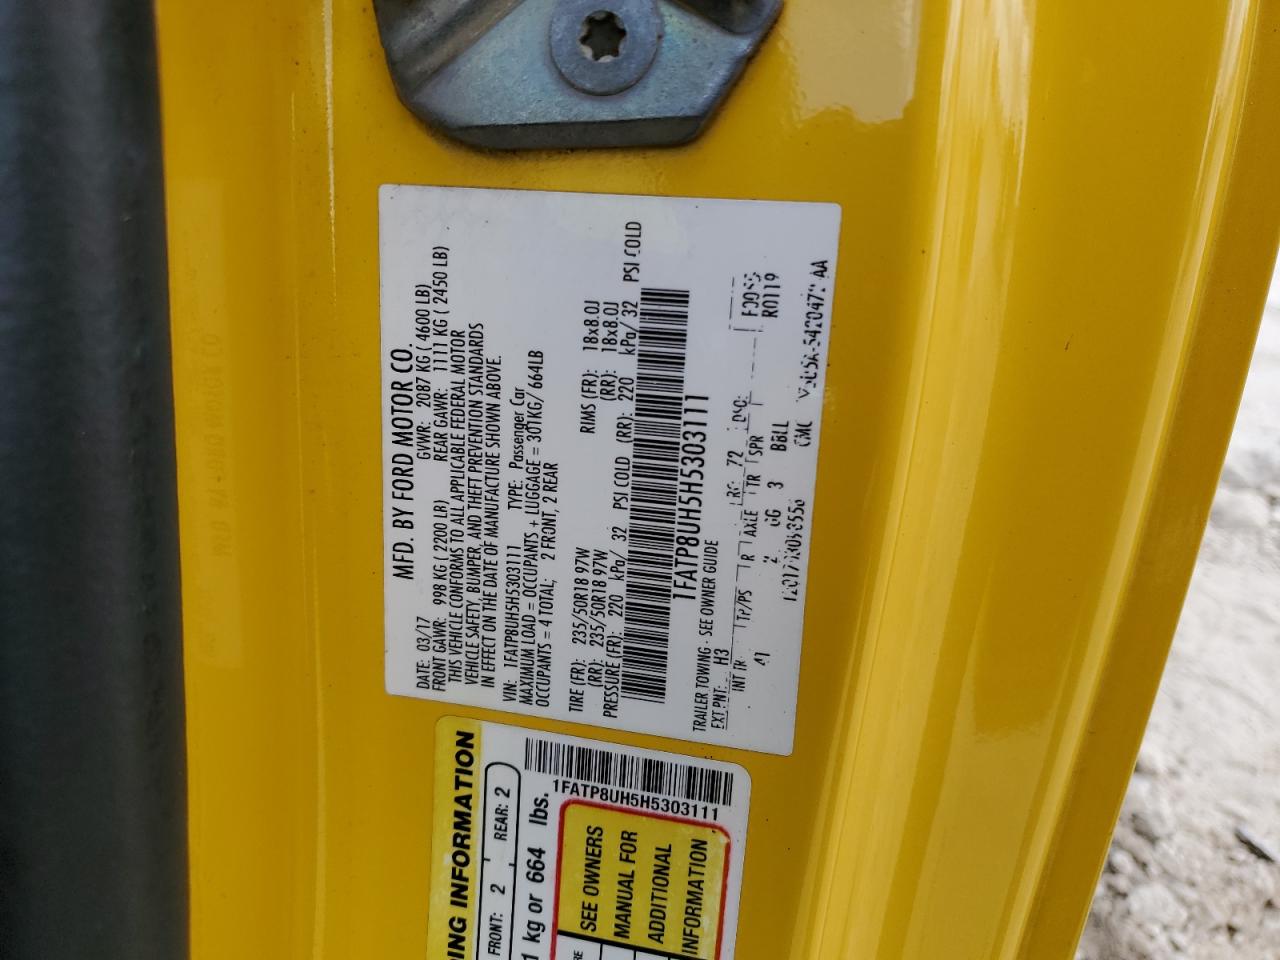 MFD. BY FORD MOTOR CO.
DATE: 03/17 GVWR: 2087 KG ( 4600 LB)
FRONT GAWR: 998 KG ( 2200 LB) REAR GAWR: 1111 KG ( 2450 LB)
THIS VEHICLE CONFORMS TO ALL APPLICABLE FEDERAL MOTOR
VEHICLE SAFETY, BUMPER, AND THEFT PREVENTION STANDARDS
IN EFFECT ON THE DATE OF MANUFACTURE SHOWN ABOVE.
VIN: 1FATP8UH5H5303111 TYPE: Passenger Car
MAXIMUM LOAD = OCCUPANTS + LUGGAGE = 301KG/ 664LB
OCCUPANTS = 4 TOTAL; 2 FRONT, 2 REAR
TIRE (FR): 235/50R18 97W RIMS (FR): 18x8.0J
(RR): 235/50R18 97W (RR): 18x8.0J
PRESSURE (FR): 220 kPa/ 32 PSI COLD (RR): 220 kPa/ 32 PSI COLD
1FATP8UH5H5303111
TRAILER TOWING - SEE OWNER GUIDE
EXT PNT: H3 72 DSO:
INT TR TP/PS R AXLE TR SPR R0119
41 2 GG 3 BBLL
AA
LOADING INFORMATION
FRONT: 2 REAR: 2
kg or 664 lbs.
1FATP8UH5H5303111
SEE OWNERS
MANUAL FOR
ADDITIONAL
INFORMATION